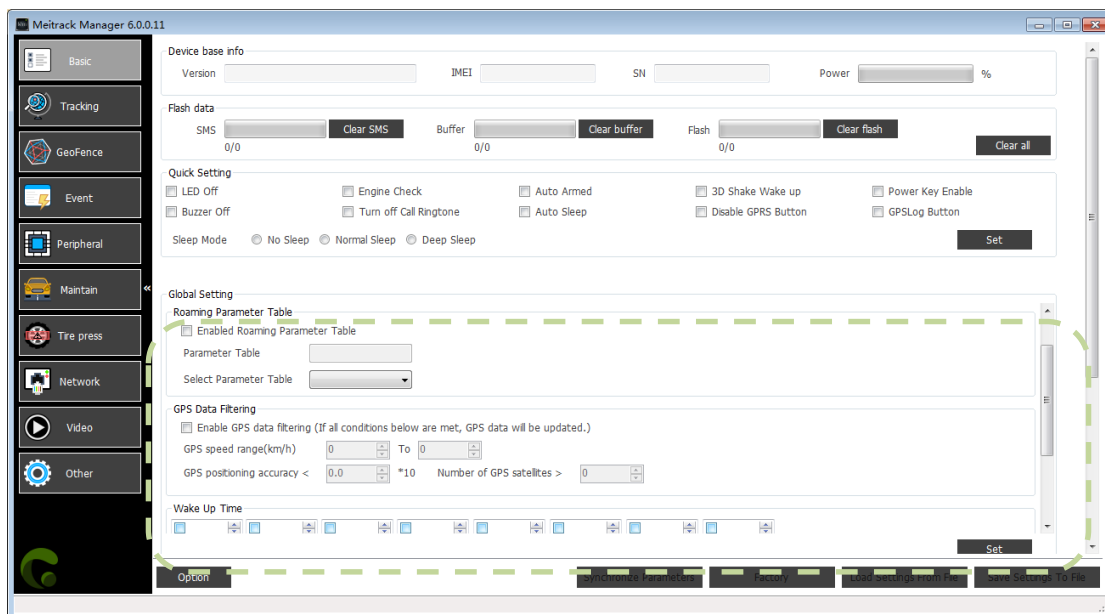 Meitrack Manager 6.0.0.11
Basic
Tracking
GeoFence
Event
Peripheral
Maintain
«
Tire press
Network
Video
Other
Device base info
Version IMEI SN Power %
Flash data
SMS Clear SMS Buffer Clear buffer Flash Clear flash
0/0 0/0 0/0 Clear all
Quick Setting
LED Off Engine Check Auto Armed 3D Shake Wake up Power Key Enable
Buzzer Off Turn off Call Ringtone Auto Sleep Disable GPRS Button GPSLog Button
Sleep Mode No Sleep Normal Sleep Deep Sleep Set
Global Setting
Roaming Parameter Table
Enabled Roaming Parameter Table
Parameter Table
Select Parameter Table
GPS Data Filtering
Enable GPS data filtering (If all conditions below are met, GPS data will be updated.)
GPS speed range(km/h) 0 To 0
GPS positioning accuracy < 0.0 *10 Number of GPS satellites > 0
Wake Up Time
Set
Option Synchronize Parameters Factory Load Settings From File Save Settings To File